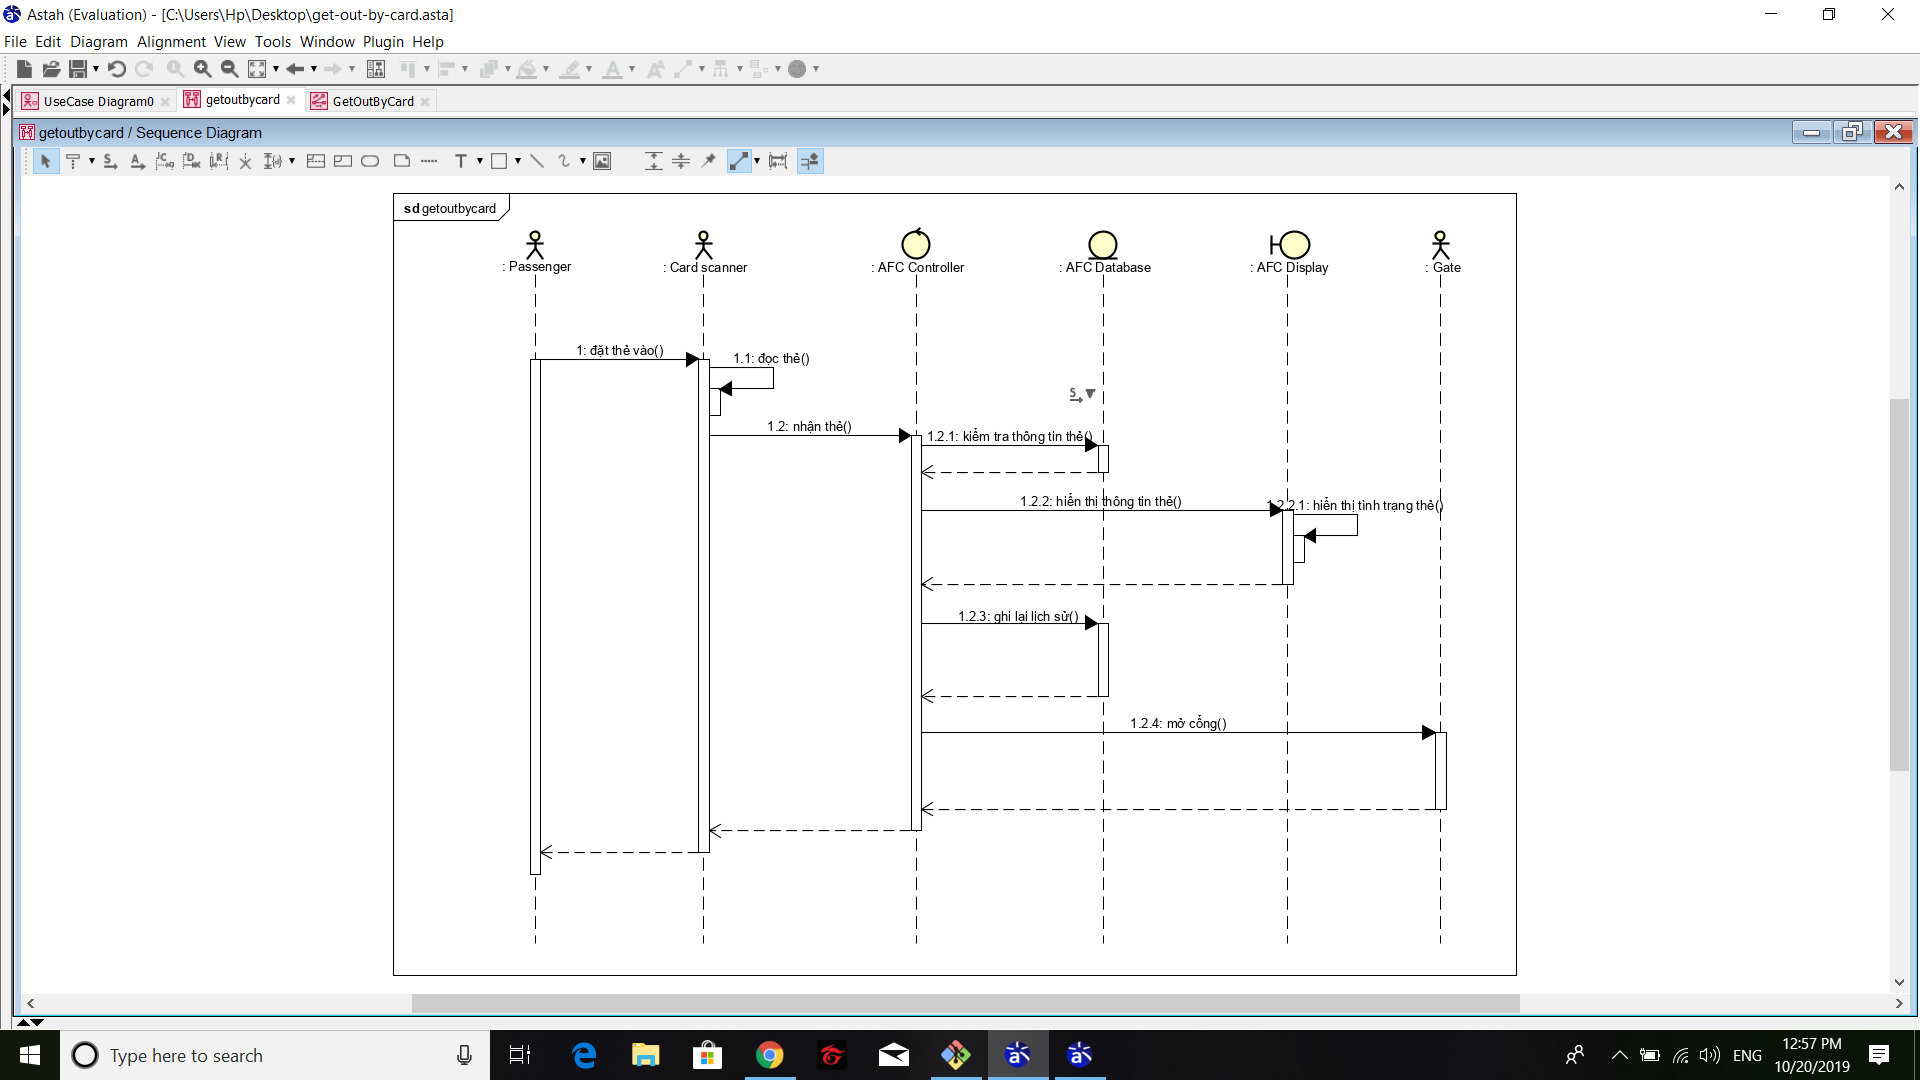 Astah (Evaluation) - [C:\Users\Hp\Desktop\get-out-by-card.asta]
File Edit Diagram Alignment View Tools Window Plugin Help
UseCase Diagram0 getoutbycard GetOutByCard
getoutbycard / Sequence Diagram
sd getoutbycard
: Passenger : Card scanner : AFC Controller : AFC Database : AFC Display : Gate
1: đặt thẻ vào()
1.1: đọc thẻ()
1.2: nhận thẻ()
1.2.1: kiểm tra thông tin thẻ()
1.2.2: hiển thị thông tin thẻ()
1.2.2.1: hiển thị tình trạng thẻ()
1.2.3: ghi lại lịch sử()
1.2.4: mở cổng()
Type here to search
ENG
12:57 PM
10/20/2019